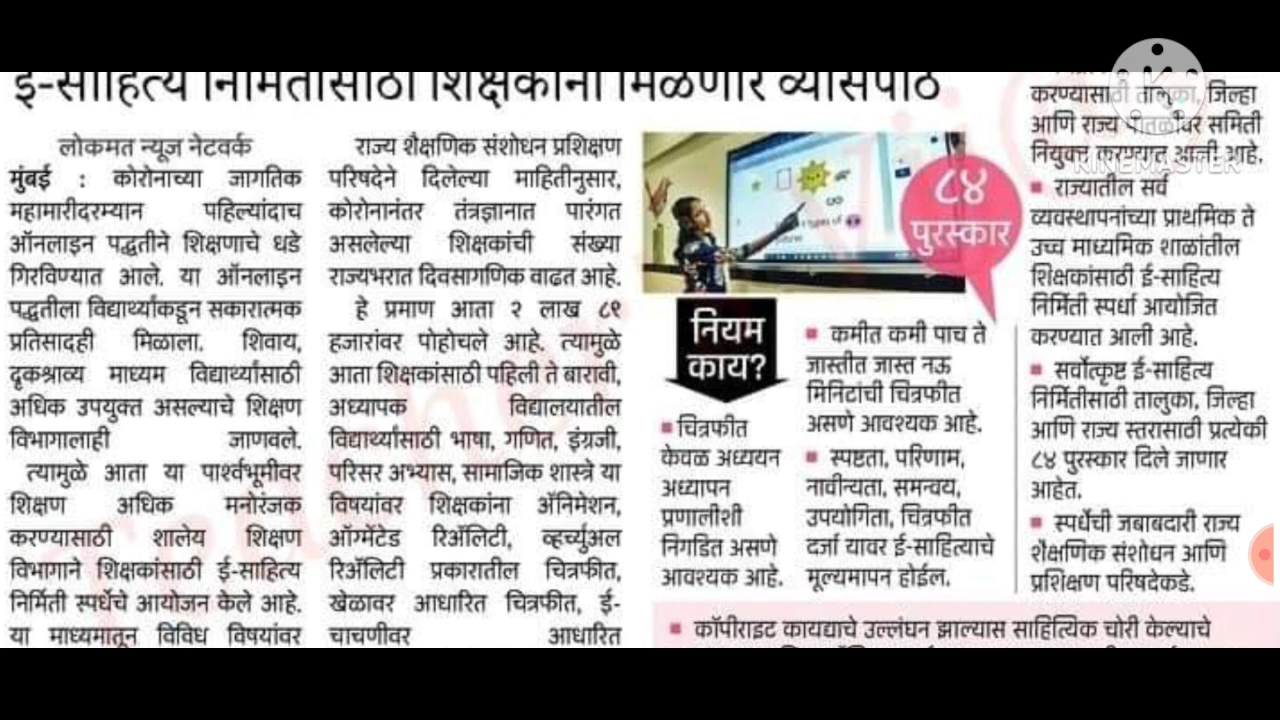 ई-साहित्य निर्मितीसाठी शिक्षकांना मिळणार व्यासपीठ
लोकमत न्यूज नेटवर्क
मुंबई : कोरोनाच्या जागतिक
महामारीदरम्यान पहिल्यांदाच
ऑनलाइन पद्धतीने शिक्षणाचे धडे
गिरविण्यात आले. या ऑनलाइन
पद्धतीला विद्यार्थ्यांकडून सकारात्मक
प्रतिसादही मिळाला. शिवाय,
दृकश्राव्य माध्यम विद्यार्थ्यांसाठी
अधिक उपयुक्त असल्याचे शिक्षण
विभागालाही जाणवले.
त्यामुळे आता या पार्श्वभूमीवर
शिक्षण अधिक मनोरंजक
करण्यासाठी शालेय शिक्षण
विभागाने शिक्षकांसाठी ई-साहित्य
निर्मिती स्पर्धेचे आयोजन केले आहे.
या माध्यमातून विविध विषयांवर
राज्य शैक्षणिक संशोधन प्रशिक्षण
परिषदेने दिलेल्या माहितीनुसार,
कोरोनानंतर तंत्रज्ञानात पारंगत
असलेल्या शिक्षकांची संख्या
राज्यभरात दिवसागणिक वाढत आहे.
हे प्रमाण आता २ लाख ८९
हजारांवर पोहोचले आहे. त्यामुळे
आता शिक्षकांसाठी पहिली ते बारावी,
अध्यापक विद्यालयातील
विद्यार्थ्यांसाठी भाषा, गणित, इंग्रजी,
परिसर अभ्यास, सामाजिक शास्त्रे या
विषयांवर शिक्षकांना ॲनिमेशन,
ऑग्मेंटेड रिॲलिटी, व्हर्च्युअल
रिॲलिटी प्रकारातील चित्रफीत,
खेळावर आधारित चित्रफीत, ई-
चाचणीवर आधारित
८४
पुरस्कार
नियम
काय?
▪ चित्रफीत
केवळ अध्ययन
अध्यापन
प्रणालीशी
निगडित असणे
आवश्यक आहे.
▪ कमीत कमी पाच ते
जास्तीत जास्त नऊ
मिनिटांची चित्रफीत
असणे आवश्यक आहे.
▪ स्पष्टता, परिणाम,
नावीन्यता, समन्वय,
उपयोगिता, चित्रफीत
दर्जा यावर ई-साहित्याचे
मूल्यमापन होईल.
करण्यासाठी तालुका, जिल्हा
आणि राज्य पातळीवर समिती
नियुक्त करण्यात आली आहे.
▪ राज्यातील सर्व
व्यवस्थापनांच्या प्राथमिक ते
उच्च माध्यमिक शाळांतील
शिक्षकांसाठी ई-साहित्य
निर्मिती स्पर्धा आयोजित
करण्यात आली आहे.
▪ सर्वोत्कृष्ट ई-साहित्य
निर्मितीसाठी तालुका, जिल्हा
आणि राज्य स्तरासाठी प्रत्येकी
८४ पुरस्कार दिले जाणार
आहेत.
▪ स्पर्धेची जबाबदारी राज्य
शैक्षणिक संशोधन आणि
प्रशिक्षण परिषदेकडे.
▪ कॉपीराइट कायद्याचे उल्लंघन झाल्यास साहित्यिक चोरी केल्याचे
KINEMASTER